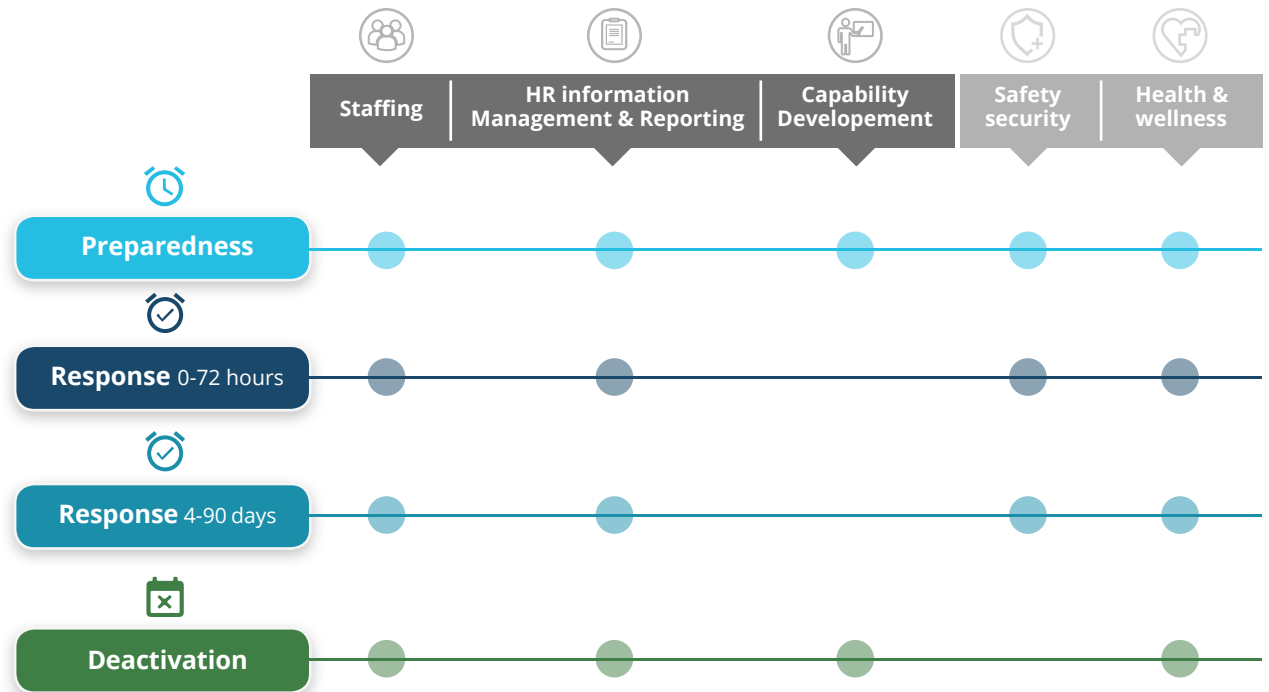 Staffing
HR information
Management & Reporting
Capability
Developement
Safety
security
Health &
wellness
Preparedness
Response 0-72 hours
Response 4-90 days
Deactivation